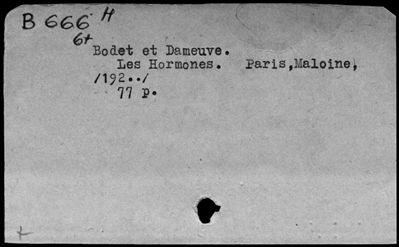 B 666 H
6+
Bodet et Dameuve.
Les Hormones. Paris,Maloine,
/192../
77 p.
+